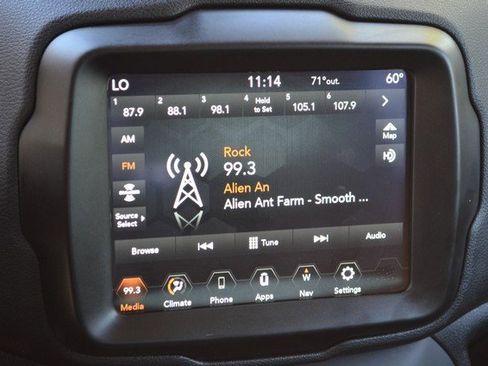 LO 11:14 71°out. 60°
1 87.9 2 88.1 3 98.1 4 Hold to Set 5 105.1 6 107.9
AM
Map
Rock
FM
99.3
Alien An
Alien Ant Farm - Smooth ...
Source Select
Browse Tune Audio
99.3 W
Media Climate Phone Apps Nav Settings